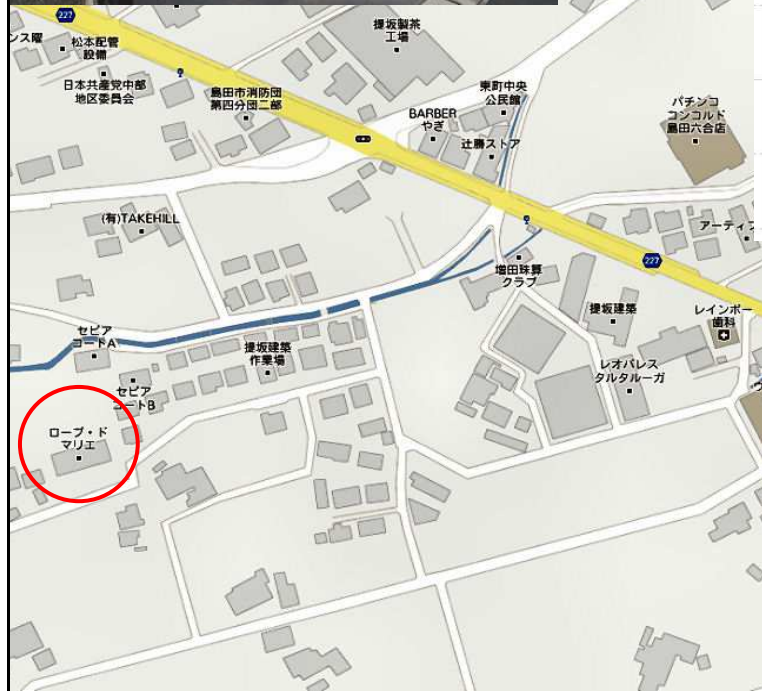 227
ンス曜
松本配管
設備
日本共産党中部
地区委員会
島田市消防団
第四分団二部
提坂製茶
工場
東町中央
公民館
BARBER
やぎ
辻勝ストア
パチンコ
コンコルド
島田六合店
(有)TAKEHILL
アーティフ
増田珠算
クラブ
227
提坂建築
レインボー
歯科
セピア
コートA
提坂建築
作業場
セピア
コートB
レオパレス
タルタルーガ
ヴ
ローブ・ド
マリエ